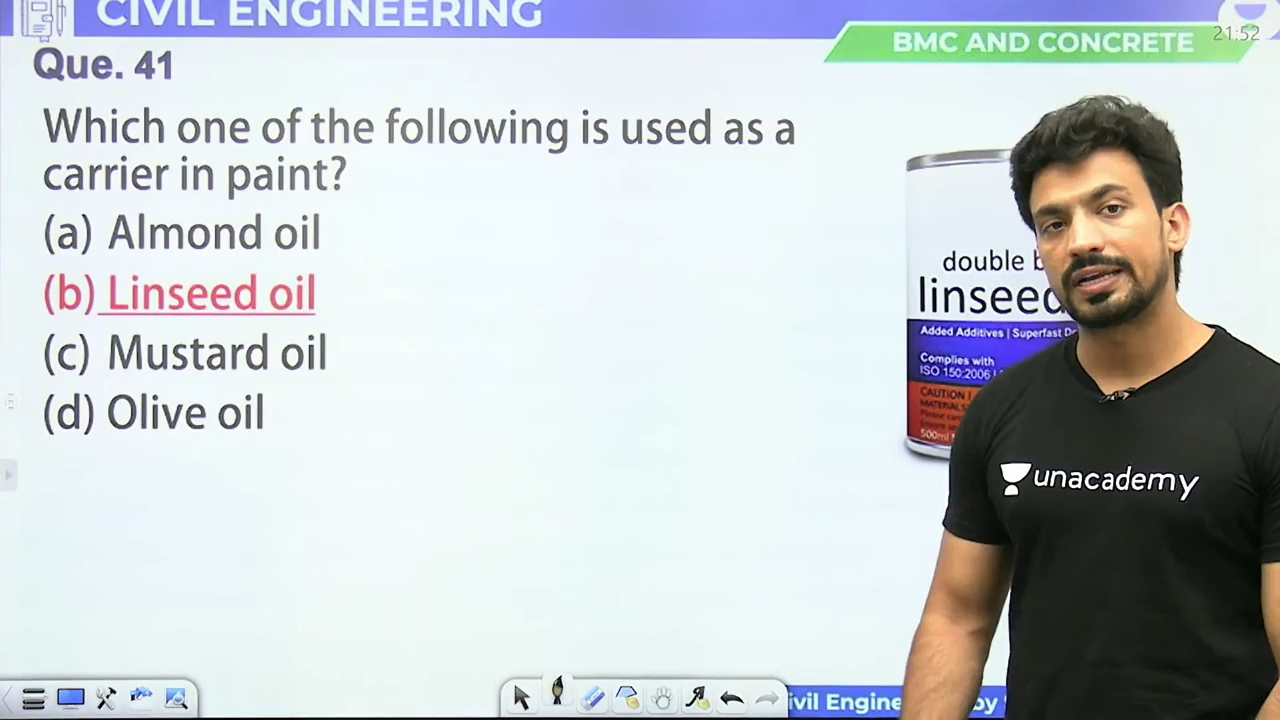 CIVIL ENGINEERING
21:52
BMC AND CONCRETE
Que. 41
Which one of the following is used as a
carrier in paint?
(a) Almond oil
(b) Linseed oil
(c) Mustard oil
(d) Olive oil
double b
linseed
Added Additives | Superfast D
Complies with
ISO 150:2006
CAUTION
500ml
unacademy
ivil Engine
by